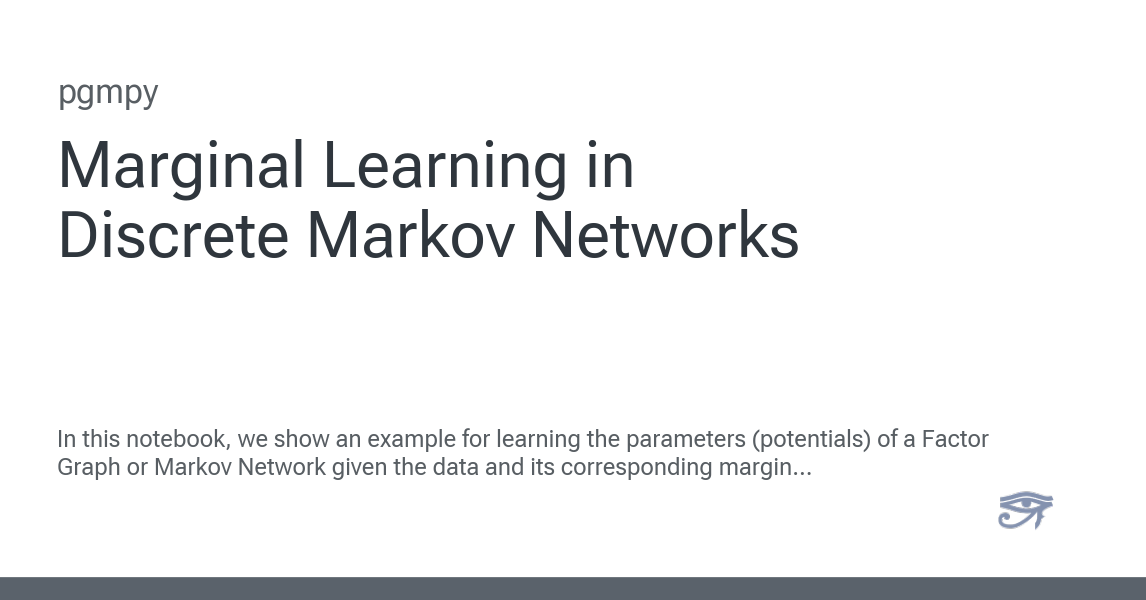 pgmpy
Marginal Learning in
Discrete Markov Networks
In this notebook, we show an example for learning the parameters (potentials) of a Factor
Graph or Markov Network given the data and its corresponding margin...